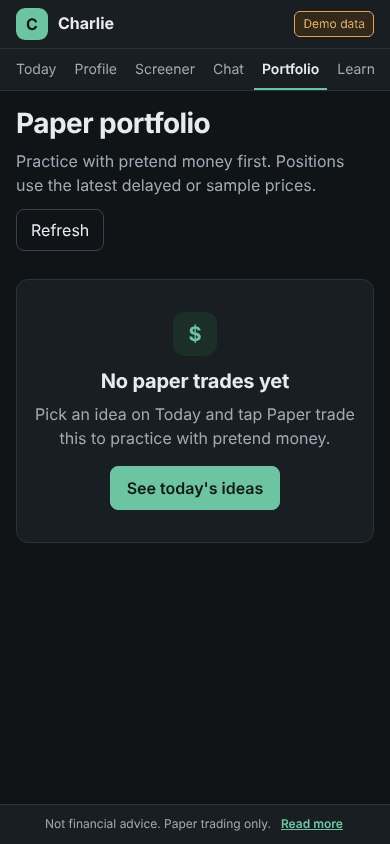 C
Charlie
Demo data
Today Profile Screener Chat Portfolio Learn
Paper portfolio
Practice with pretend money first. Positions
use the latest delayed or sample prices.
Refresh
$
No paper trades yet
Pick an idea on Today and tap Paper trade
this to practice with pretend money.
See today's ideas
Not financial advice. Paper trading only. Read more